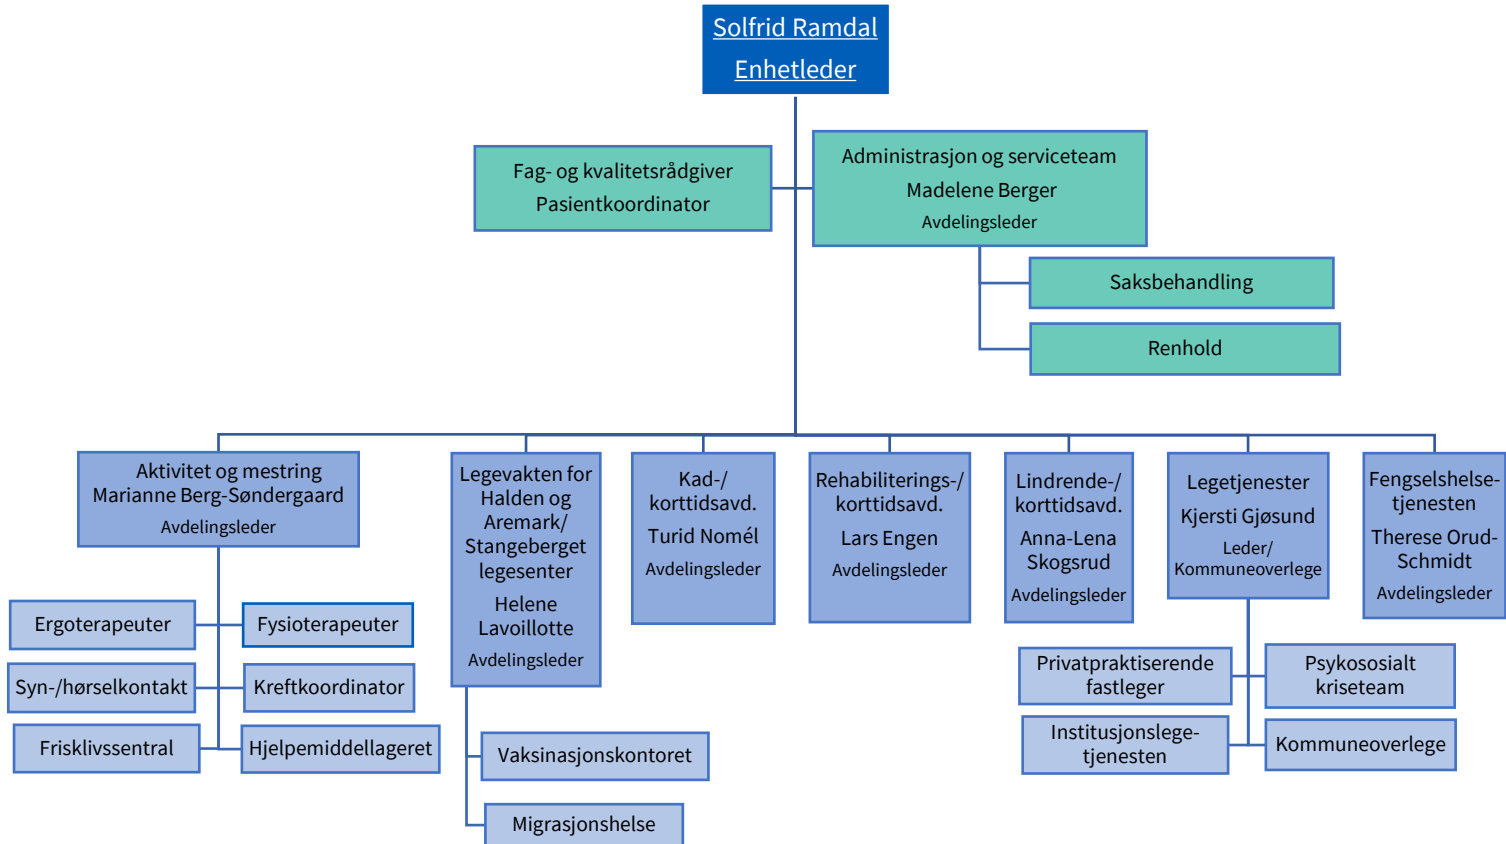 Solfrid Ramdal
Enhetleder
Fag- og kvalitetsrådgiver
Pasientkoordinator
Administrasjon og serviceteam
Madelene Berger
Avdelingsleder
Saksbehandling
Renhold
Aktivitet og mestring
Marianne Berg-Søndergaard
Avdelingsleder
Ergoterapeuter
Fysioterapeuter
Syn-/hørselkontakt
Kreftkoordinator
Frisklivssentral
Hjelpemiddellageret
Legevakten for
Halden og
Aremark/
Stangeberget
legesenter
Helene
Lavoillotte
Avdelingsleder
Vaksinasjonskontoret
Migrasjonshelse
Kad-/
korttidsavd.
Turid Nomél
Avdelingsleder
Rehabiliterings-/
korttidsavd.
Lars Engen
Avdelingsleder
Lindrende-/
korttidsavd.
Anna-Lena
Skogsrud
Avdelingsleder
Legetjenester
Kjersti Gjøsund
Leder/
Kommuneoverlege
Privatpraktiserende
fastleger
Psykososialt
kriseteam
Institusjonslege-
tjenesten
Kommuneoverlege
Fengselshelse-
tjenesten
Therese Orud-
Schmidt
Avdelingsleder